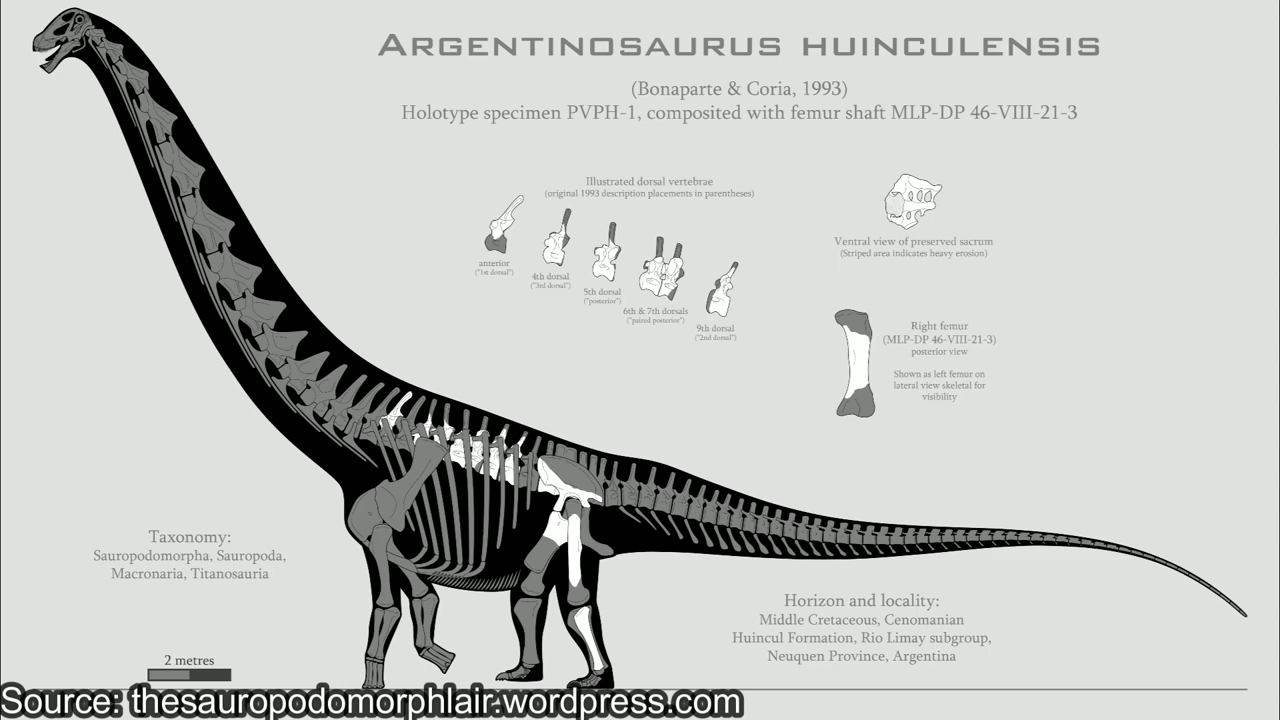 ARGENTINOSAURUS HUINCULENSIS
(Bonaparte & Coria, 1993)
Holotype specimen PVPH-1, composited with femur shaft MLP-DP 46-VIII-21-3
Illustrated dorsal vertebrae
(original 1993 description placements in parentheses)
anterior
("1st dorsal")
4th dorsal
("3rd dorsal")
5th dorsal
("posterior")
6th & 7th dorsals
("paired posterior")
9th dorsal
("2nd dorsal")
Ventral view of preserved sacrum
(Striped area indicates heavy erosion)
Right femur
(MLP-DP 46-VIII-21-3)
posterior view
Shown as left femur on
lateral view skeletal for
visibility
Taxonomy:
Sauropodomorpha, Sauropoda,
Macronaria, Titanosauria
Horizon and locality:
Middle Cretaceous, Cenomanian
Huincul Formation, Rio Limay subgroup,
Neuquen Province, Argentina
2 metres
Source: thesauropodomorphlair.wordpress.com